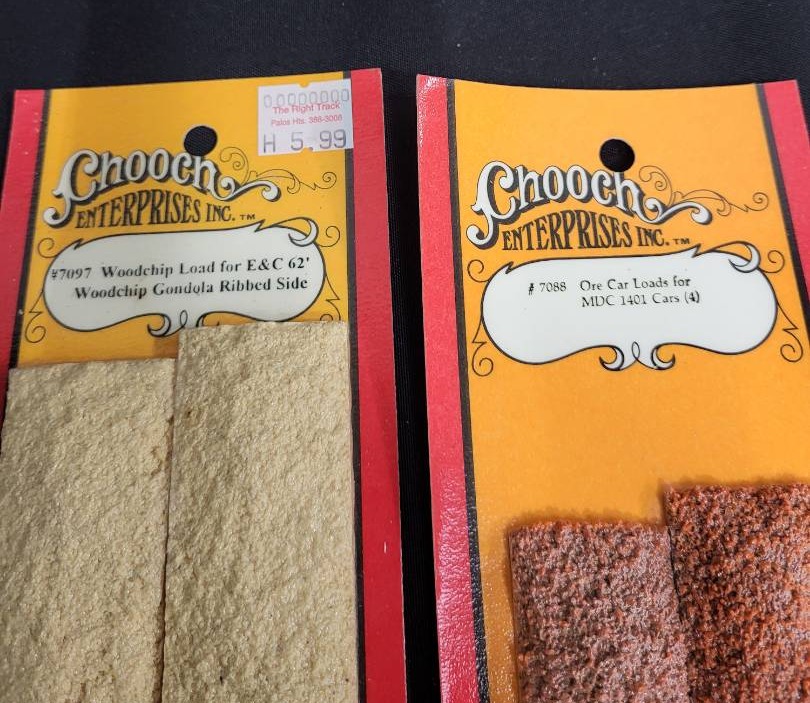 00000000
The Right Track
Palos Hts. 388-3008
H 5.99
Chooch
ENTERPRISES INC. TM
#7097 Woodchip Load for E&C 62'
Woodchip Gondola Ribbed Side
Chooch
ENTERPRISES INC. TM
# 7088 Ore Car Loads for
MDC 1401 Cars (4)